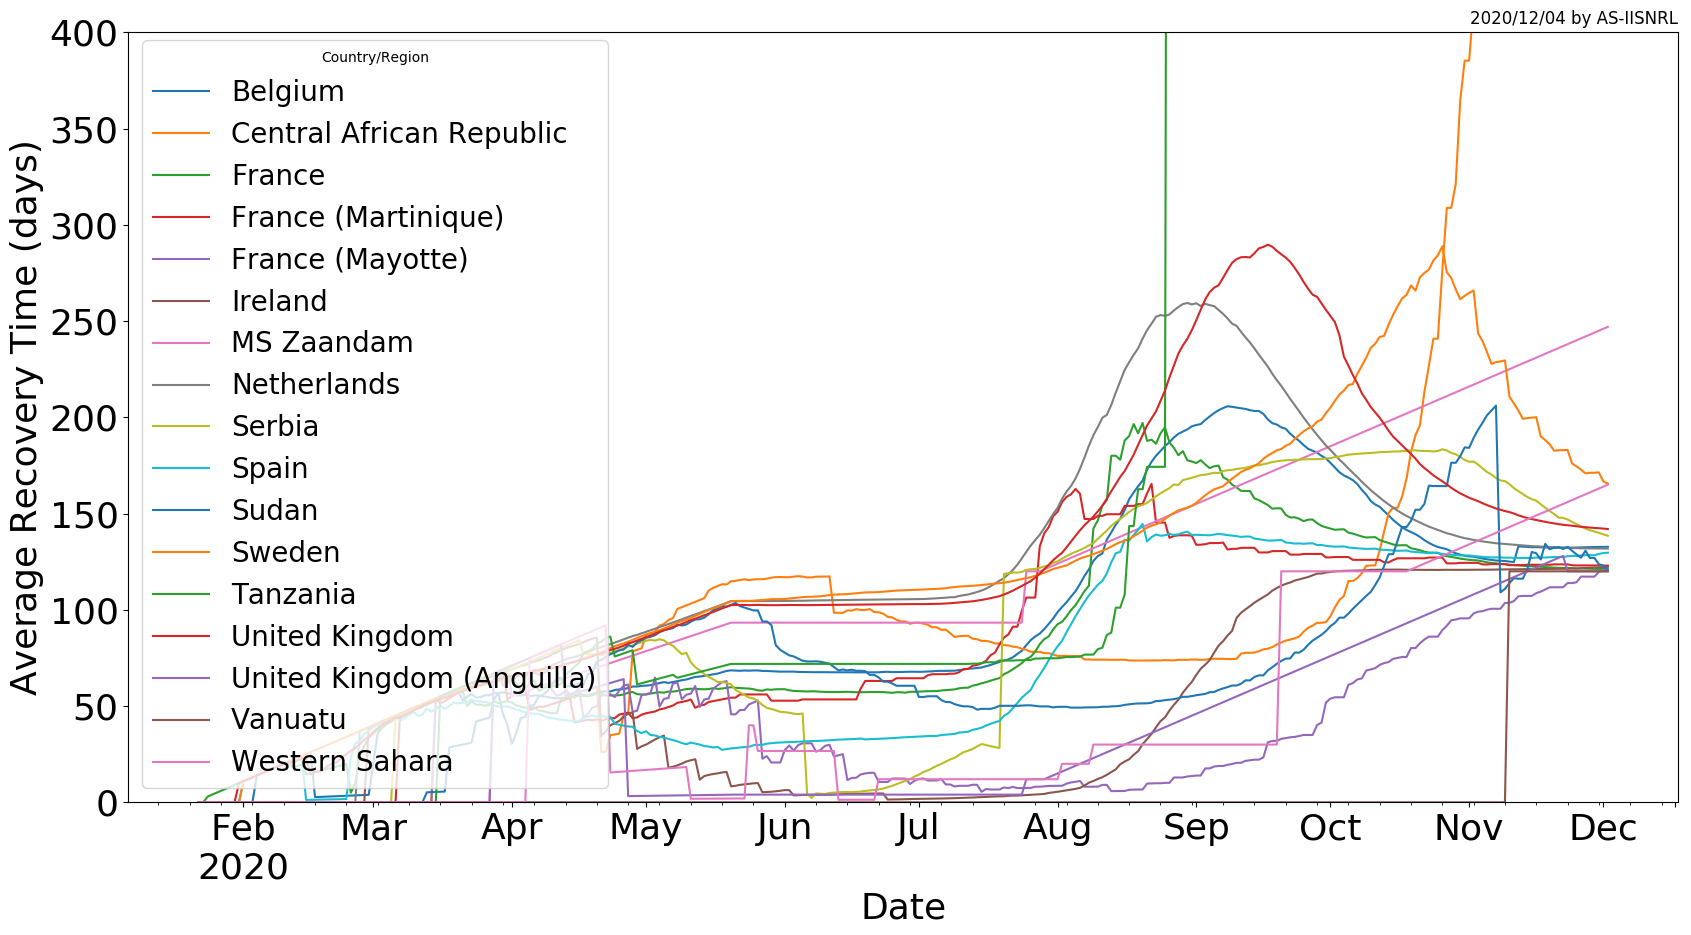 2020/12/04 by AS-IISNRL
Average Recovery Time (days)
400
350
300
250
200
150
100
50
0
Country/Region
Belgium
Central African Republic
France
France (Martinique)
France (Mayotte)
Ireland
MS Zaandam
Netherlands
Serbia
Spain
Sudan
Sweden
Tanzania
United Kingdom
United Kingdom (Anguilla)
Vanuatu
Western Sahara
Feb Mar Apr May Jun Jul Aug Sep Oct Nov Dec
2020
Date